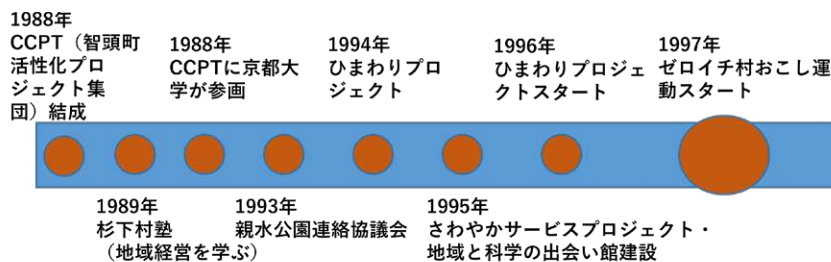 1988年
CCPT（智頭町
活性化プロ
ジェクト集
団）結成
1988年
CCPTに京都大
学が参画
1994年
ひまわりプロ
ジェクト
1996年
ひまわりプロジェ
クトスタート
1997年
ゼロイチ村おこし運
動スタート
1989年
杉下村塾
（地域経営を学ぶ）
1993年
親水公園連絡協議会
1995年
さわやかサービスプロジェクト・
地域と科学の出会い館建設